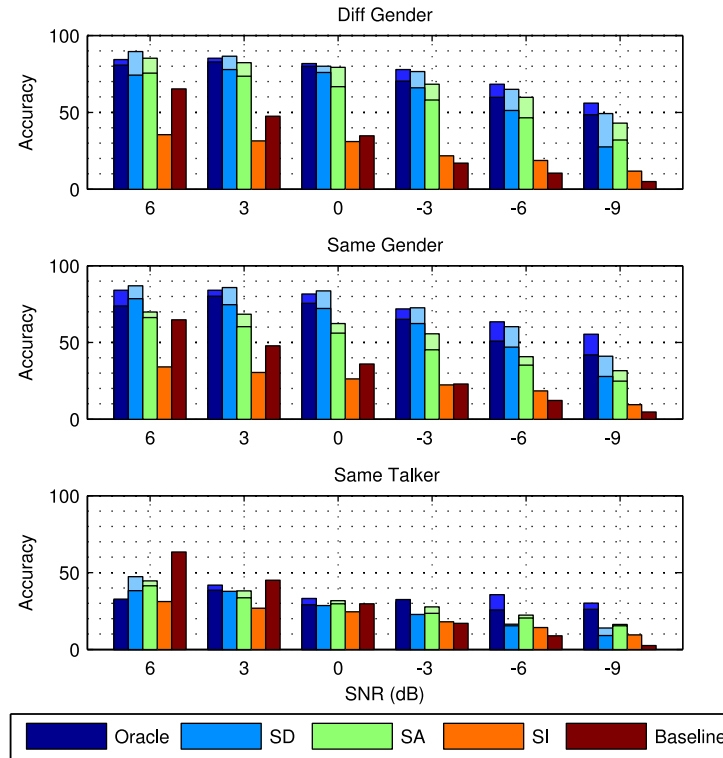 Diff Gender
100
50
0
Accuracy
6 3 0 -3 -6 -9
Same Gender
100
50
0
Accuracy
6 3 0 -3 -6 -9
Same Talker
100
50
0
Accuracy
6 3 0 -3 -6 -9
SNR (dB)
Oracle SD SA SI Baseline